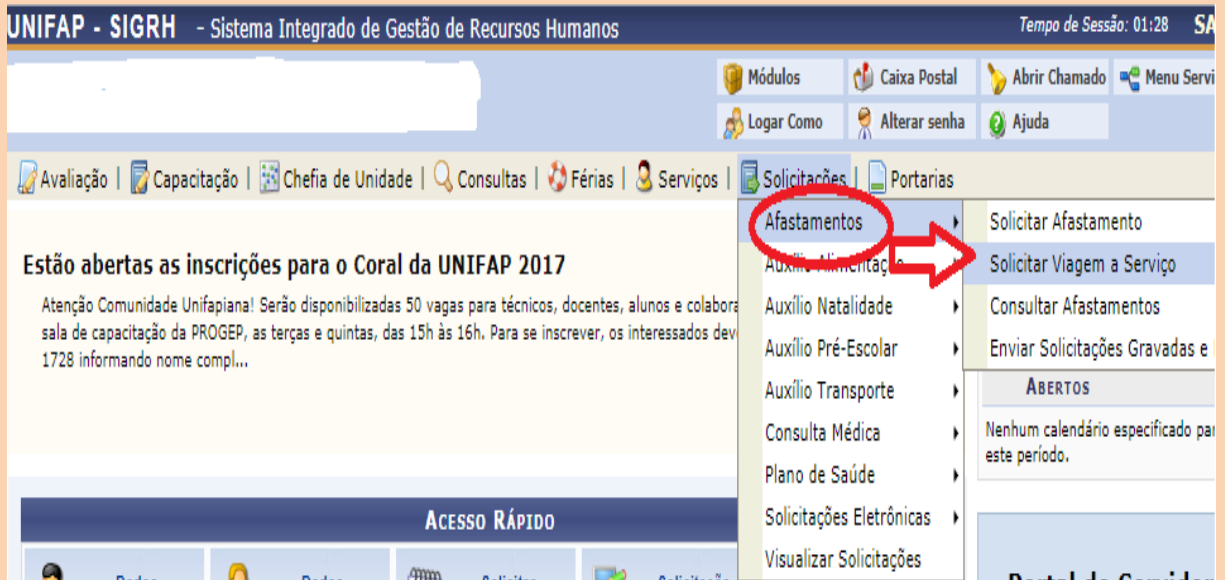 UNIFAP - SIGRH - Sistema Integrado de Gestão de Recursos Humanos
Tempo de Sessão: 01:28
Módulos Caixa Postal Abrir Chamado Menu Servi
Logar Como Alterar senha Ajuda
Avaliação | Capacitação | Chefia de Unidade | Consultas | Férias | Serviços | Solicitações | Portarias
Afastamentos
Auxílio Alimentação
Auxílio Natalidade
Auxílio Pré-Escolar
Auxílio Transporte
Consulta Médica
Plano de Saúde
Solicitações Eletrônicas
Visualizar Solicitações
Solicitar Afastamento
Solicitar Viagem a Serviço
Consultar Afastamentos
Enviar Solicitações Gravadas e
Estão abertas as inscrições para o Coral da UNIFAP 2017
Atenção Comunidade Unifapiana! Serão disponibilizadas 50 vagas para técnicos, docentes, alunos e colabora
sala de capacitação da PROGEP, as terças e quintas, das 15h às 16h. Para se inscrever, os interessados deve
1728 informando nome compl...
ABERTOS
Nenhum calendário especificado par
este período.
ACESSO RÁPIDO